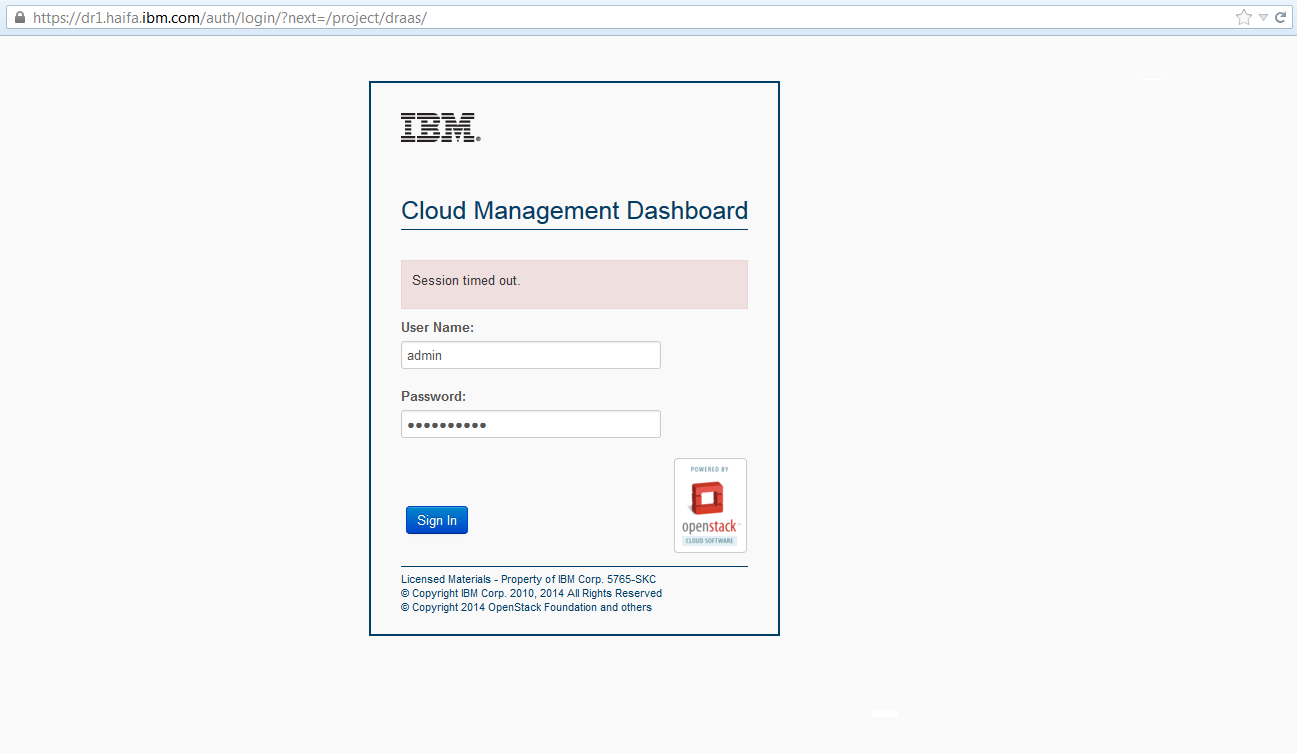 https://dr1.haifa.ibm.com/auth/login/?next=/project/draas/
IBM®
Cloud Management Dashboard
Session timed out.
User Name:
admin
Password:
••••••••••
POWERED BY
openstack™
CLOUD SOFTWARE
Sign In
Licensed Materials - Property of IBM Corp. 5765-SKC
© Copyright IBM Corp. 2010, 2014 All Rights Reserved
© Copyright 2014 OpenStack Foundation and others